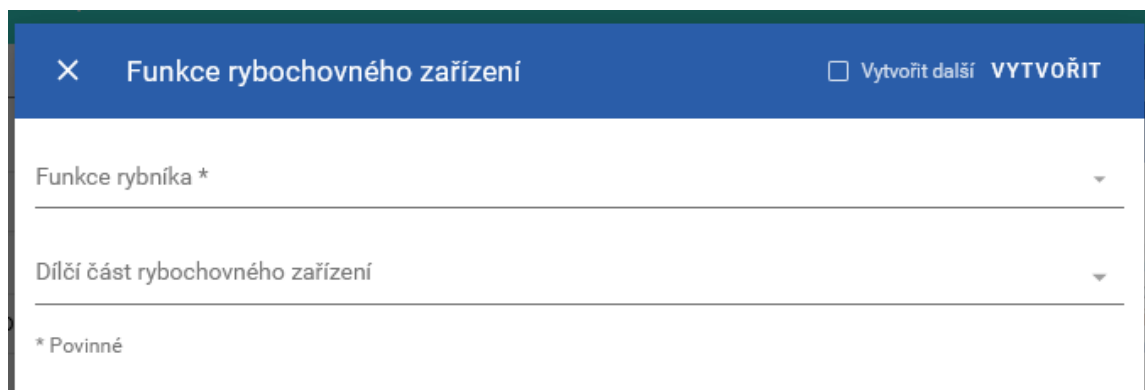 Funkce rybochovného zařízení
Vytvořit další VYTVOŘIT
Funkce rybníka *
Dílčí část rybochovného zařízení
* Povinné